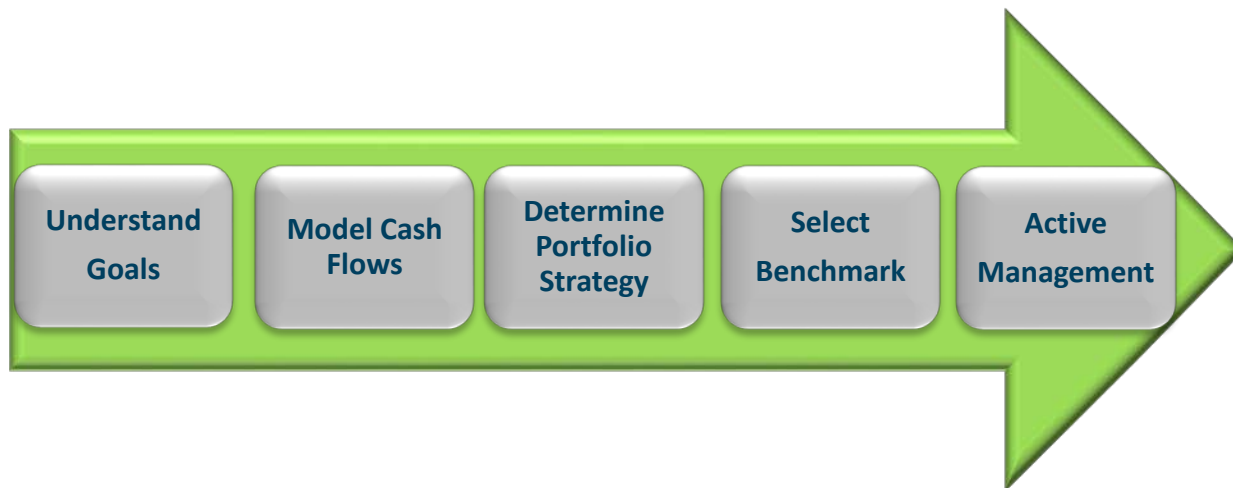 Understand
Goals
Model Cash
Flows
Determine
Portfolio
Strategy
Select
Benchmark
Active
Management